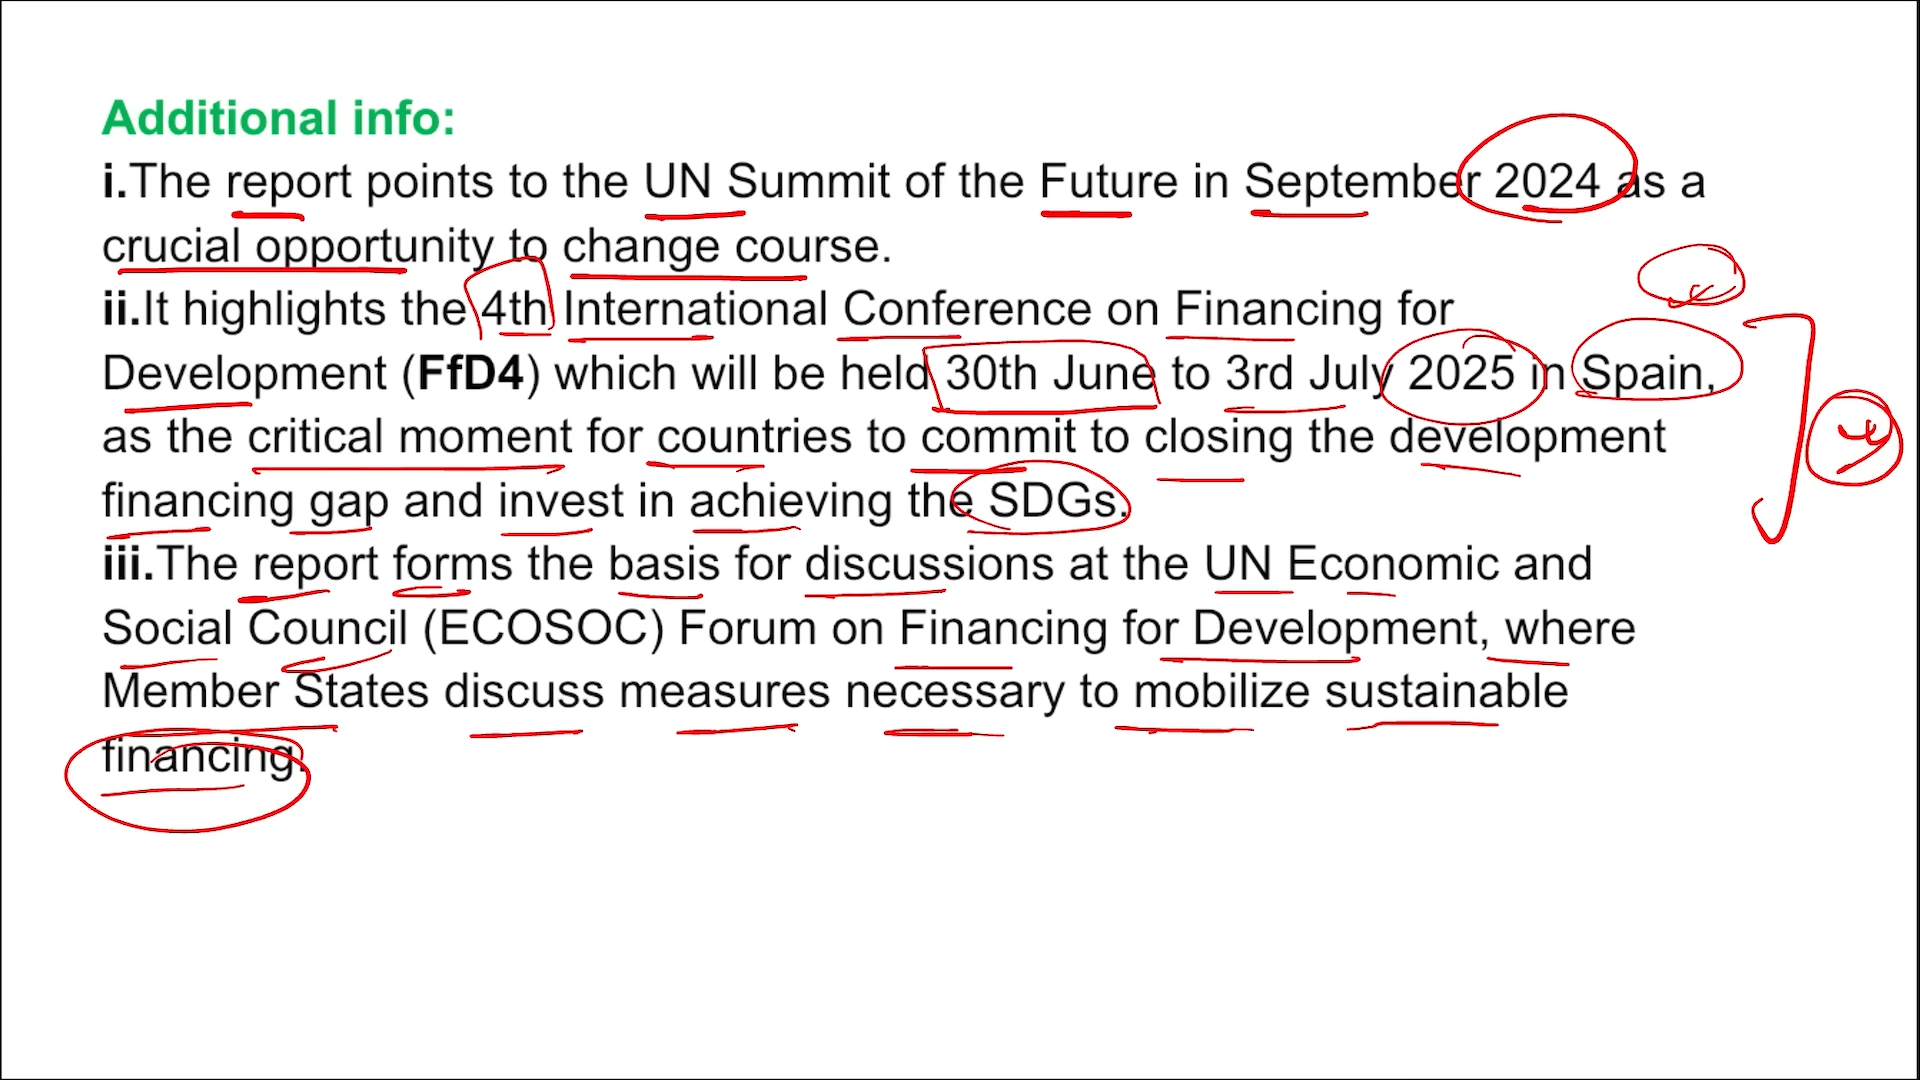 Additional info:
i.The report points to the UN Summit of the Future in September 2024 as a
crucial opportunity to change course.
ii.It highlights the 4th International Conference on Financing for
Development (FfD4) which will be held 30th June to 3rd July 2025 in Spain,
as the critical moment for countries to commit to closing the development
financing gap and invest in achieving the SDGs.
iii.The report forms the basis for discussions at the UN Economic and
Social Council (ECOSOC) Forum on Financing for Development, where
Member States discuss measures necessary to mobilize sustainable
financing.